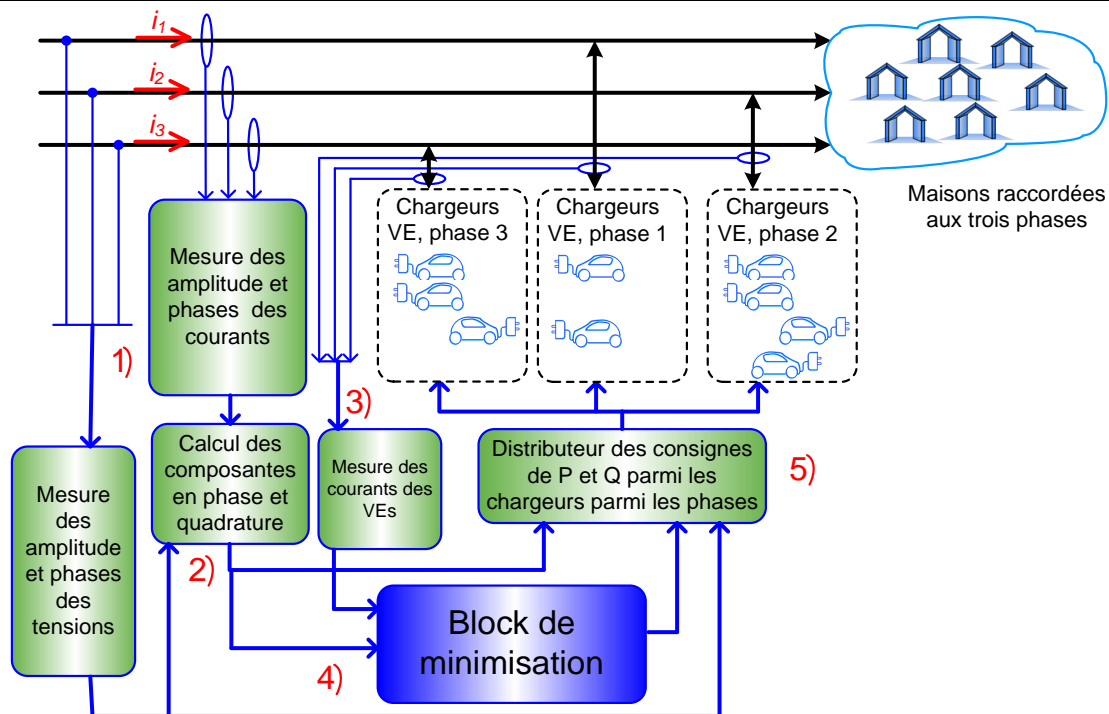 i1
i2
i3
Maisons raccordées
aux trois phases
Mesure des
amplitude et
phases des
courants
Chargeurs
VE, phase 3
Chargeurs
VE, phase 1
Chargeurs
VE, phase 2
1)
3)
Calcul des
composantes
en phase et
quadrature
Mesure des
courants des
VEs
Distributeur des consignes
de P et Q parmi les
chargeurs parmi les phases
5)
Mesure
des
amplitude
et phases
des
tensions
2)
Block de
minimisation
4)